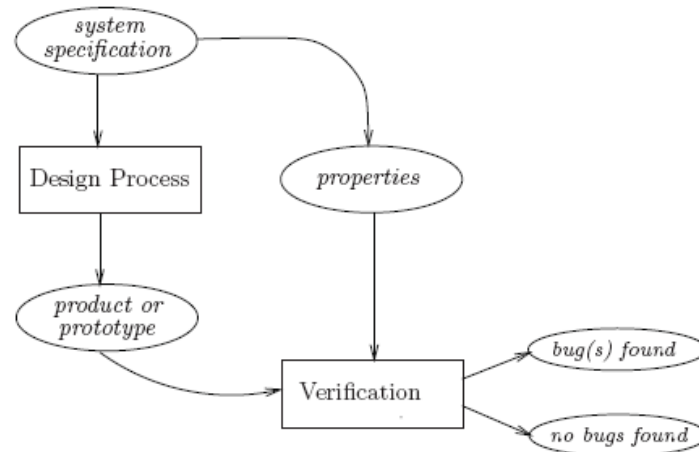 system
specification
Design Process
properties
product or
prototype
bug(s) found
Verification
no bugs found